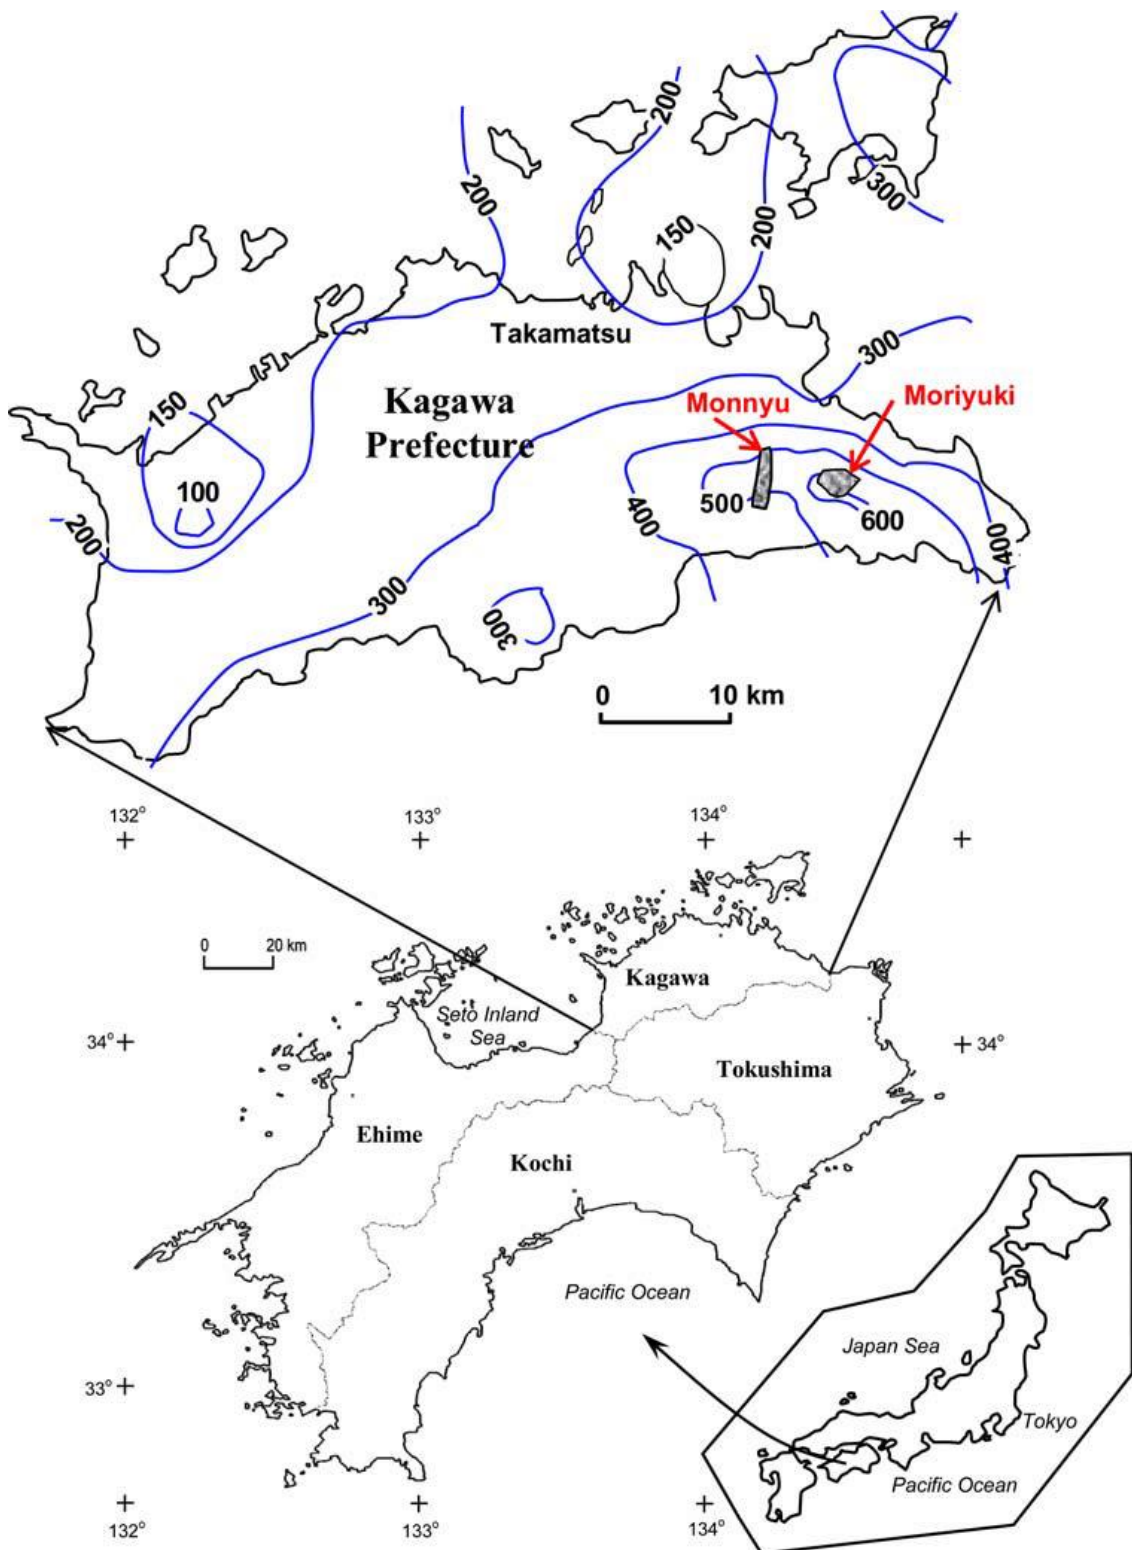 200
200
150
200
300
Takamatsu
300
Kagawa
Prefecture
Monnyu
Moriyuki
150
100
200
400
500
600
400
300
300
0 10 km
132°
133°
134°
0 20 km
Kagawa
Seto Inland
Sea
34°
34°
Tokushima
Ehime
Kochi
Pacific Ocean
Japan Sea
33°
Tokyo
Pacific Ocean
132°
133°
134°